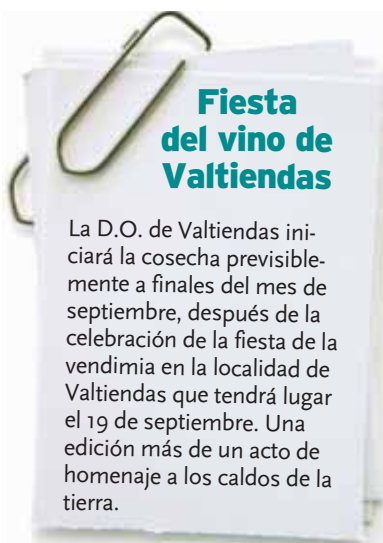 Fiesta
del vino de
Valtiendas
La D.O. de Valtiendas ini-
ciará la cosecha previsible-
mente a finales del mes de
septiembre, después de la
celebración de la fiesta de la
vendimia en la localidad de
Valtiendas que tendrá lugar
el 19 de septiembre. Una
edición más de un acto de
homenaje a los caldos de la
tierra.